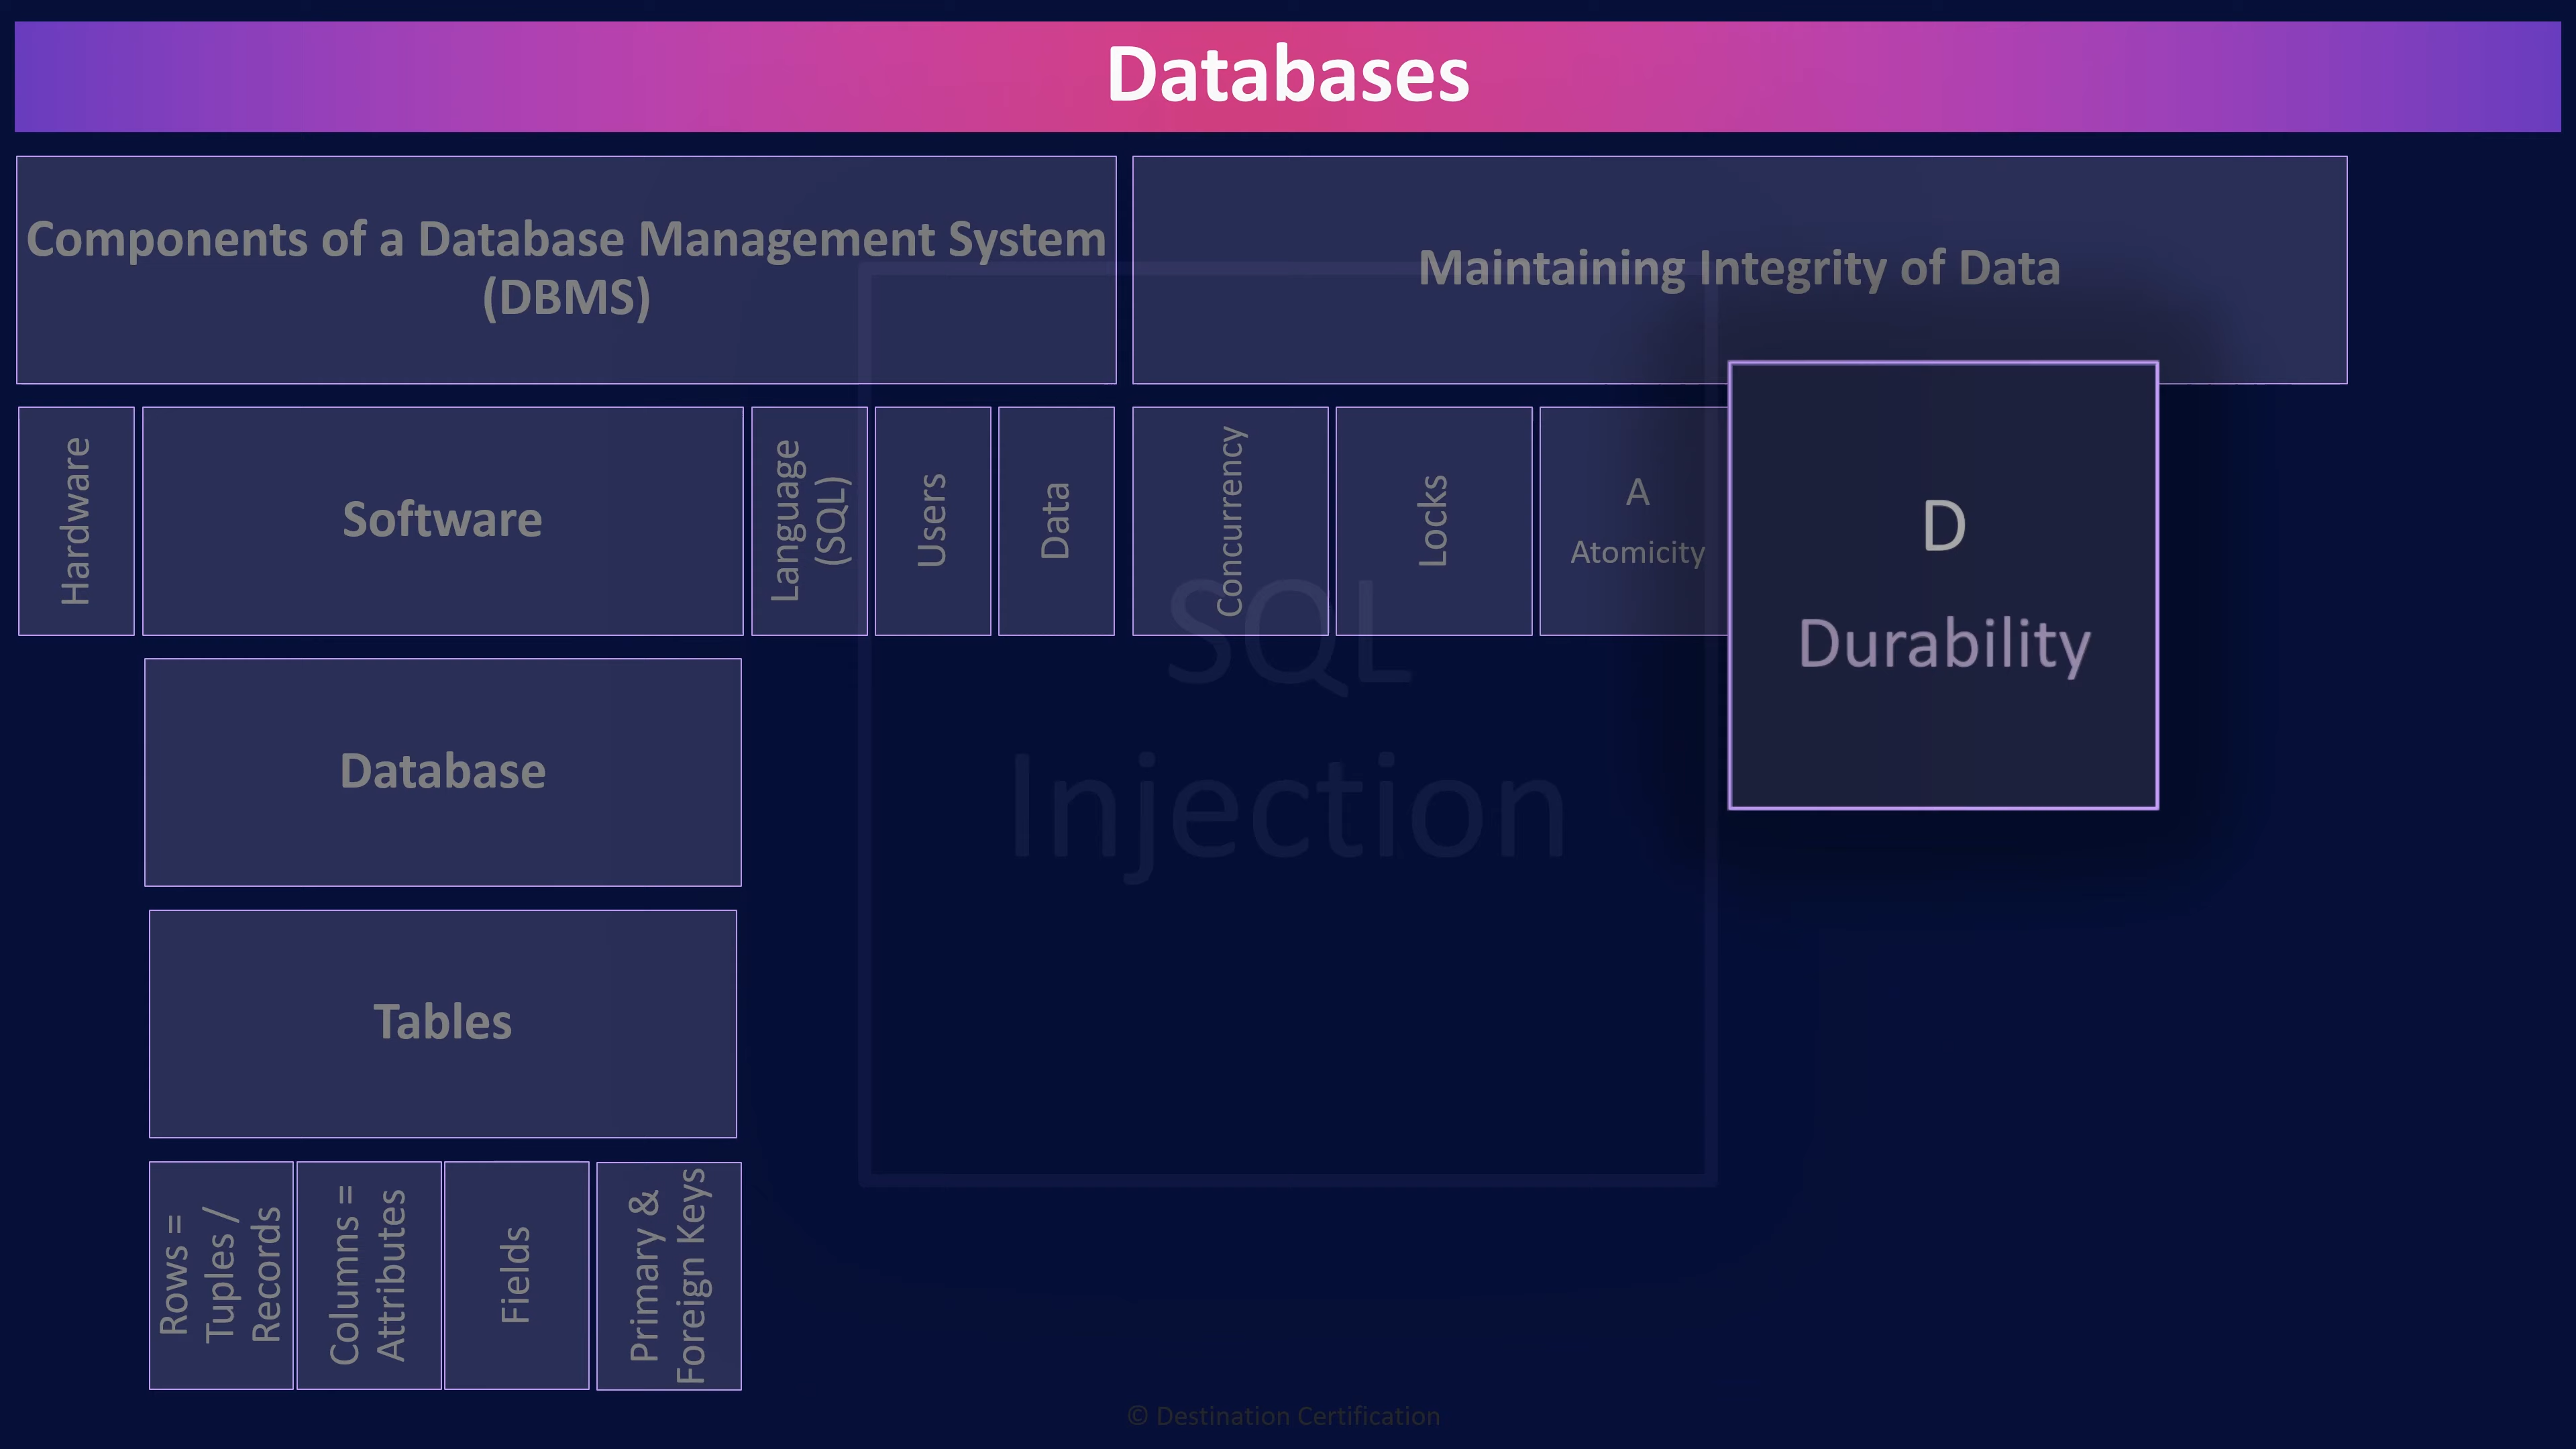 Databases
Components of a Database Management System
(DBMS)
Maintaining Integrity of Data
Hardware
Software
Language
(SQL)
Users
Data
Concurrency
Locks
A
Atomicity
D
Durability
SQL
Injection
Database
Tables
Rows =
Tuples /
Records
Columns =
Attributes
Fields
Primary &
Foreign Keys
© Destination Certification